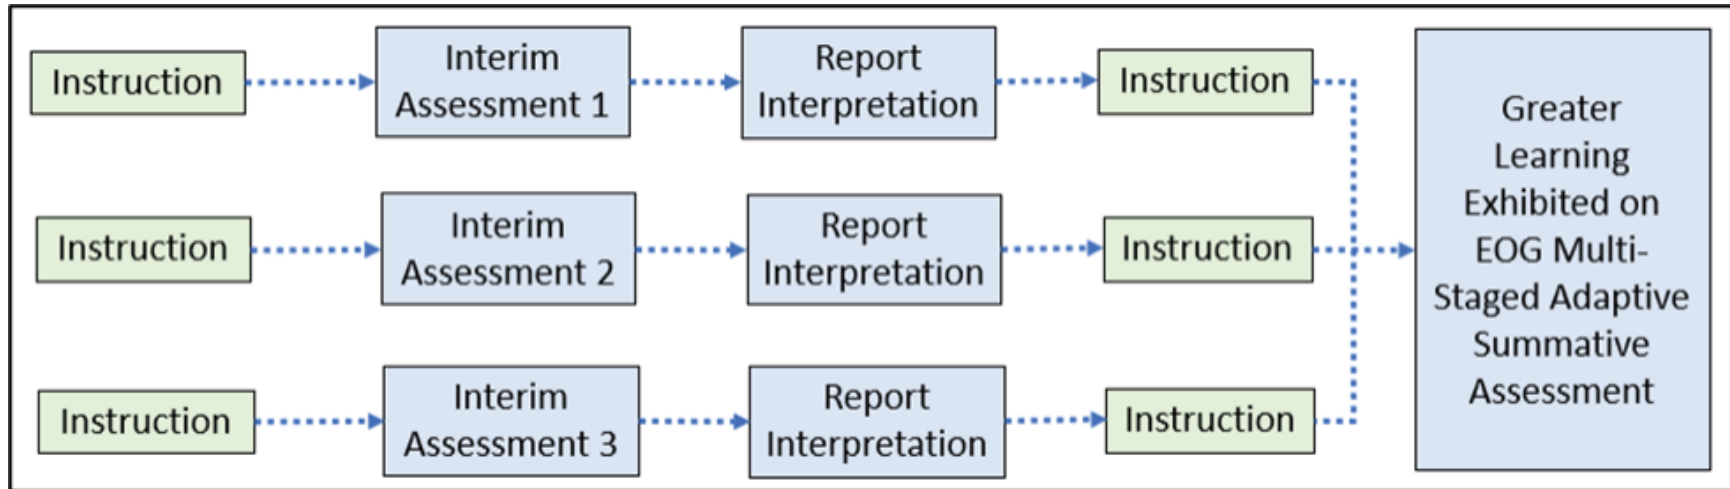 Instruction
Interim
Assessment 1
Report
Interpretation
Instruction
Instruction
Interim
Assessment 2
Report
Interpretation
Instruction
Instruction
Interim
Assessment 3
Report
Interpretation
Instruction
Greater
Learning
Exhibited on
EOG Multi-
Staged Adaptive
Summative
Assessment